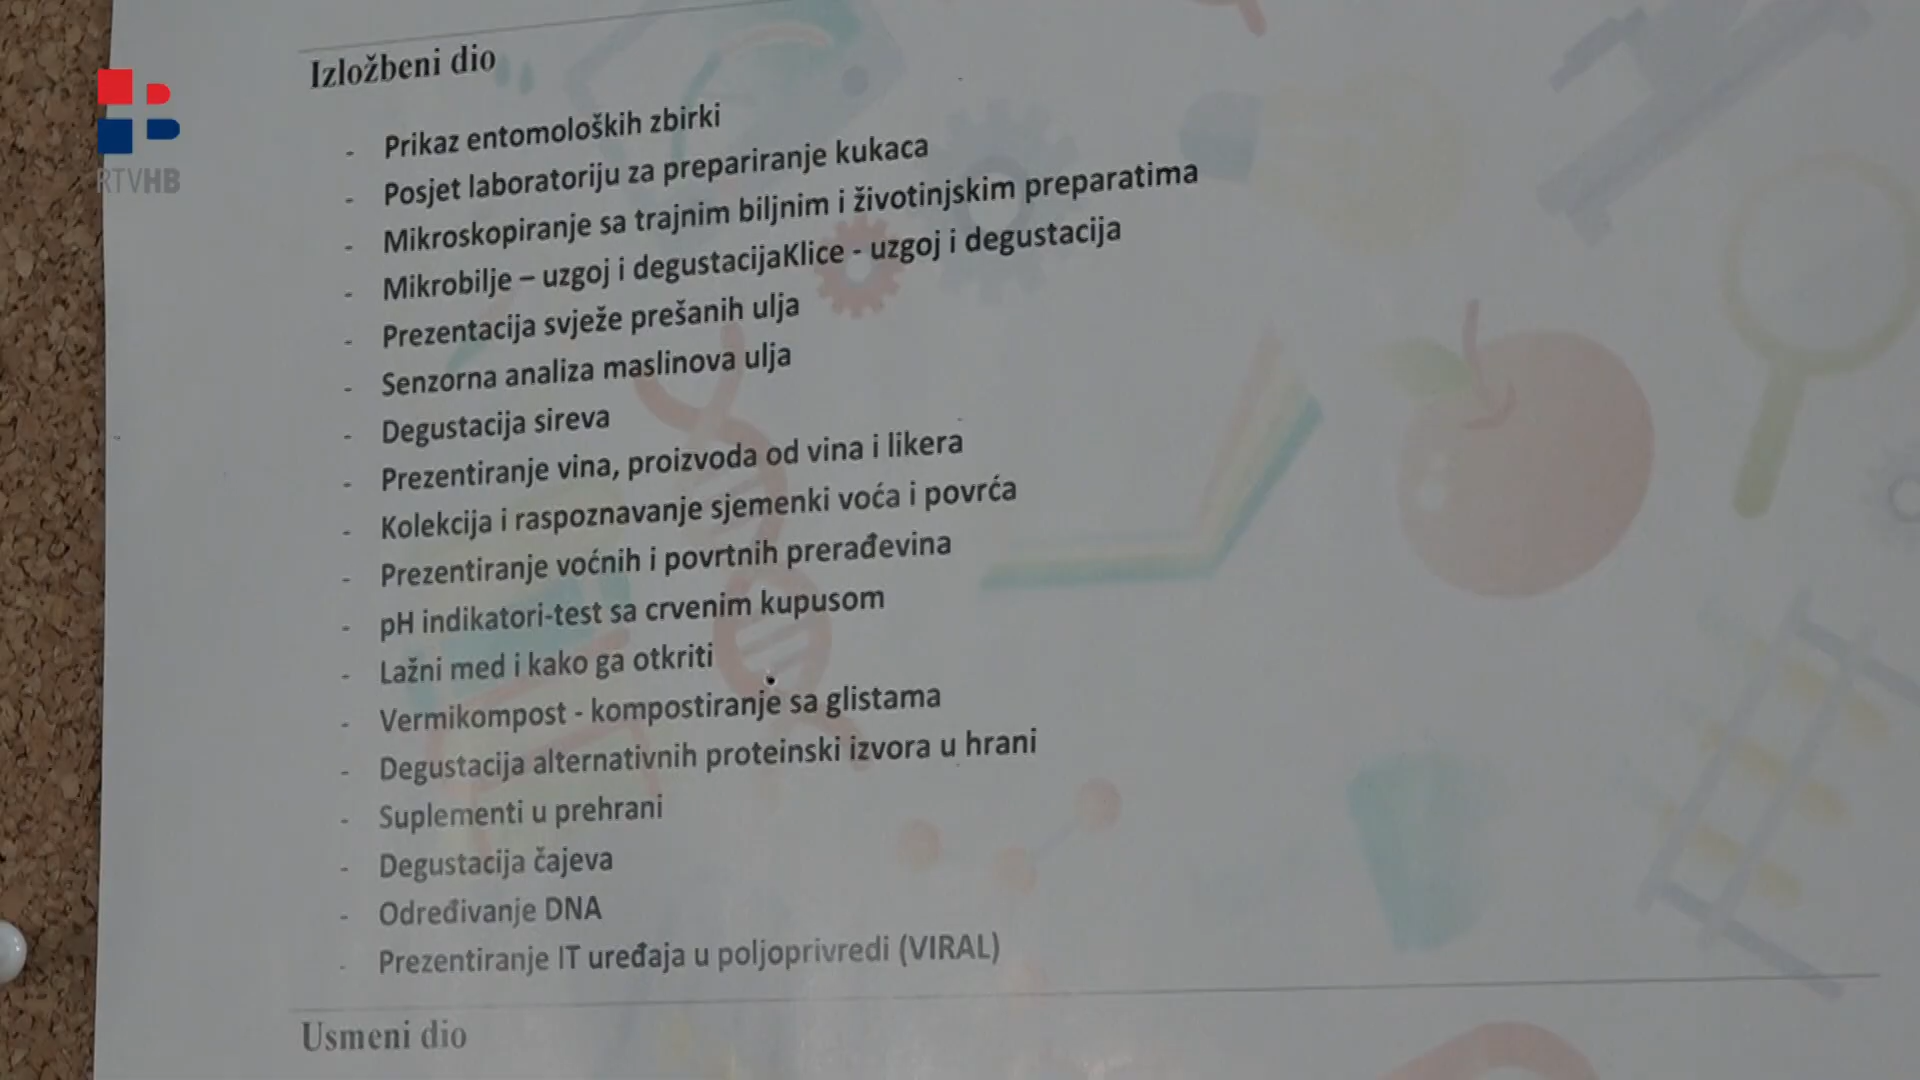 Izložbeni dio
- Prikaz entomoloških zbirki
- Posjet laboratoriju za prepariranje kukaca
- Mikroskopiranje sa trajnim biljnim i životinjskim preparatima
- Mikrobilje – uzgoj i degustacijaKlice - uzgoj i degustacija
- Prezentacija svježe prešanih ulja
- Senzorna analiza maslinova ulja
- Degustacija sireva
- Prezentiranje vina, proizvoda od vina i likera
- Kolekcija i raspoznavanje sjemenki voća i povrća
- Prezentiranje voćnih i povrtnih prerađevina
- pH indikatori-test sa crvenim kupusom
- Lažni med i kako ga otkriti
- Vermikompost - kompostiranje sa glistama
- Degustacija alternativnih proteinski izvora u hrani
- Suplementi u prehrani
- Degustacija čajeva
- Određivanje DNA
- Prezentiranje IT uređaja u poljoprivredi (VIRAL)
Usmeni dio
RTVHB